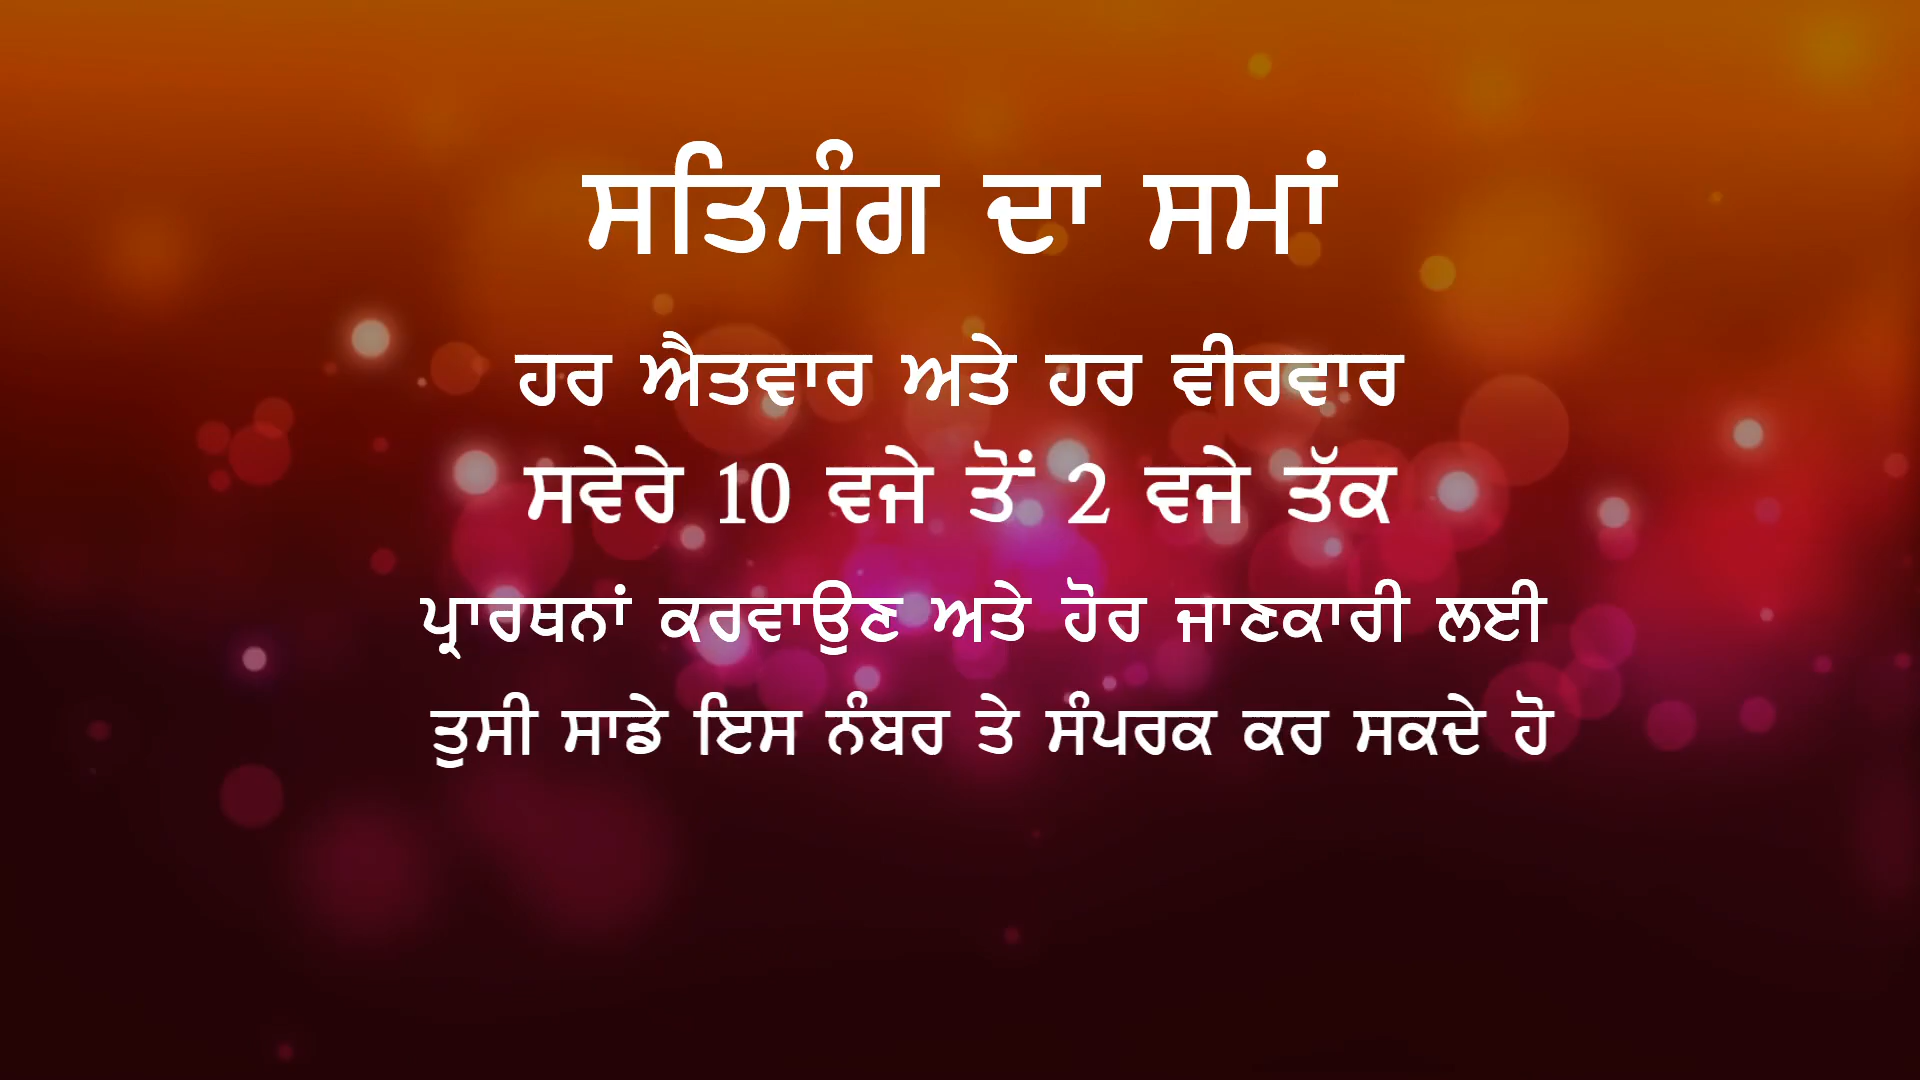 ਸਤਿਸੰਗ ਦਾ ਸਮਾਂ
ਹਰ ਐਤਵਾਰ ਅਤੇ ਹਰ ਵੀਰਵਾਰ
ਸਵੇਰੇ 10 ਵਜੇ ਤੋਂ 2 ਵਜੇ ਤੱਕ
ਪ੍ਰਾਰਥਨਾਂ ਕਰਵਾਉਣ ਅਤੇ ਹੋਰ ਜਾਣਕਾਰੀ ਲਈ
ਤੁਸੀ ਸਾਡੇ ਇਸ ਨੰਬਰ ਤੇ ਸੰਪਰਕ ਕਰ ਸਕਦੇ ਹੋ